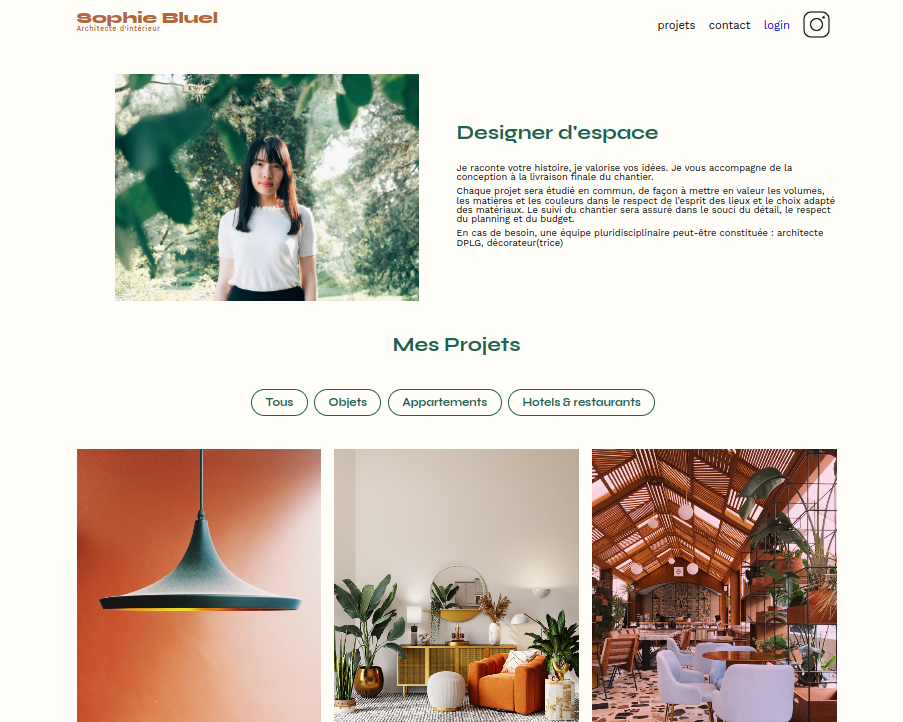 Sophie Bluel
Architecte d'intérieur
projets contact login
Designer d'espace
Je raconte votre histoire, je valorise vos idées. Je vous accompagne de la
conception à la livraison finale du chantier.
Chaque projet sera étudié en commun, de façon à mettre en valeur les volumes,
les matières et les couleurs dans le respect de l'esprit des lieux et le choix adapté
des matériaux. Le suivi du chantier sera assuré dans le souci du détail, le respect
du planning et du budget.
En cas de besoin, une équipe pluridisciplinaire peut-être constituée : architecte
DPLG, décorateur(trice)
Mes Projets
Tous Objets Appartements Hotels & restaurants